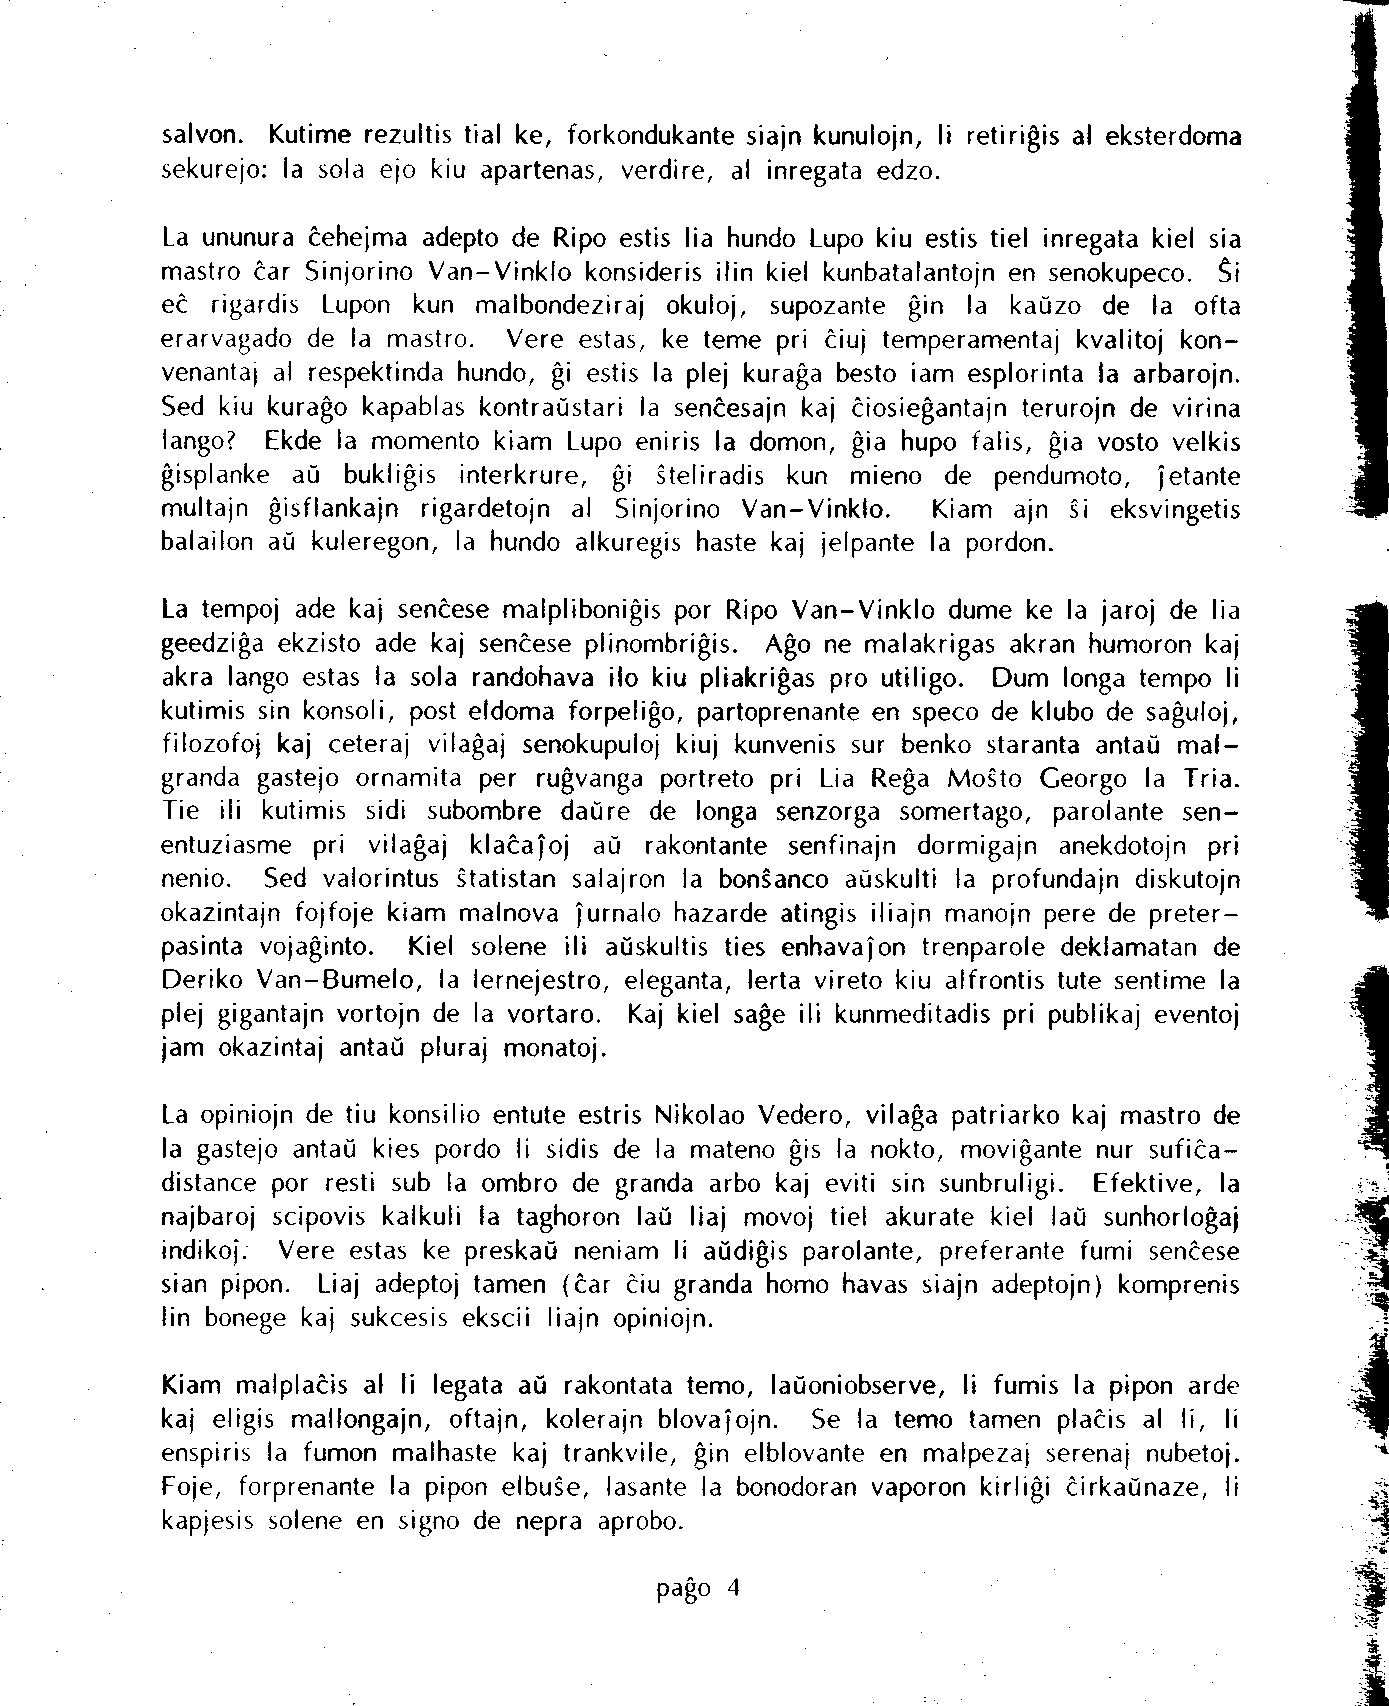 salvon. Kutime rezultis tial ke, forkondukante siajn kunulojn, li retiriĝis al eksterdoma
sekurejo: la sola ejo kiu apartenas, verdire, al inregata edzo.
La ununura ĉehejma adepto de Ripo estis lia hundo Lupo kiu estis tiel inregata kiel sia
mastro ĉar Sinjorino Van-Vinklo konsideris ilin kiel kunbatalantojn en senokupeco. Ŝi
eĉ rigardis Lupon kun malbondeziraj okuloj, supozante ĝin la kaŭzo de la ofta
erarvagado de la mastro. Vere estas, ke teme pri ĉiuj temperamentaj kvalitoj kon-
venantaj al respektinda hundo, ĝi estis la plej kuraĝa besto iam esplorinta la arbarojn.
Sed kiu kuraĝo kapablas kontraŭstari la senĉesajn kaj ĉiosieĝantajn terurojn de virina
lango? Ekde la momento kiam Lupo eniris la domon, ĝia hupo falis, ĝia vosto velkis
ĝisplanke aŭ bukliĝis interkrure, ĝi ŝteliradis kun mieno de pendumoto, ĵetante
multajn ĝisflankajn rigardetojn al Sinjorino Van-Vinklo. Kiam ajn ŝi eksvingetis
balailon aŭ kuleregon, la hundo alkuregis haste kaj jelpante la pordon.
La tempoj ade kaj senĉese malpliboniĝis por Ripo Van-Vinklo dume ke la jaroj de lia
geedziĝa ekzisto ade kaj senĉese plinombriĝis. Aĝo ne malakrigas akran humoron kaj
akra lango estas la sola randohava ilo kiu pliakriĝas pro utiligo. Dum longa tempo li
kutimis sin konsoli, post eldoma forpeliĝo, partoprenante en speco de klubo de saĝuloj,
filozofoj kaj ceteraj vilaĝaj senokupuloj kiuj kunvenis sur benko staranta antaŭ mal-
granda gastejo ornamita per ruĝvanga portreto pri Lia Reĝa Moŝto Georgo la Tria.
Tie ili kutimis sidi subombre daŭre de longa senzorga somertago, parolante sen-
entuziasme pri vilaĝaj klaĉaĵoj aŭ rakontante senfinajn dormigajn anekdotojn pri
nenio. Sed valorintus ŝtatistan salajron la bonŝanco aŭskulti la profundajn diskutojn
okazintajn fojfoje kiam malnova ĵurnalo hazarde atingis iliajn manojn pere de preter-
pasinta vojaĝinto. Kiel solene ili aŭskultis ties enhavaĵon trenparole deklamatan de
Deriko Van-Bumelo, la lernejestro, eleganta, lerta vireto kiu alfrontis tute sentime la
plej gigantajn vortojn de la vortaro. Kaj kiel saĝe ili kunmeditadis pri publikaj eventoj
jam okazintaj antaŭ pluraj monatoj.
La opiniojn de tiu konsilio entute estris Nikolao Vedero, vilaĝa patriarko kaj mastro de
la gastejo antaŭ kies pordo li sidis de la mateno ĝis la nokto, moviĝante nur sufiĉa-
distance por resti sub la ombro de granda arbo kaj eviti sin sunbruligi. Efektive, la
najbaroj scipovis kalkuli la taghoron laŭ liaj movoj tiel akurate kiel laŭ sunhorloĝaj
indikoj. Vere estas ke preskaŭ neniam li aŭdiĝis parolante, preferante fumi senĉese
sian pipon. Liaj adeptoj tamen (ĉar ĉiu granda homo havas siajn adeptojn) komprenis
lin bonege kaj sukcesis ekscii liajn opiniojn.
Kiam malplaĉis al li legata aŭ rakontata temo, laŭoniobserve, li fumis la pipon arde
kaj eligis mallongajn, oftajn, kolerajn blovaĵojn. Se la temo tamen plaĉis al li, li
enspiris la fumon malhaste kaj trankvile, ĝin elblovante en malpezaj serenaj nubetoj.
Foje, forprenante la pipon elbuŝe, lasante la bonodoran vaporon kirliĝi ĉirkaŭnaze, li
kapjesis solene en signo de nepra aprobo.
paĝo 4